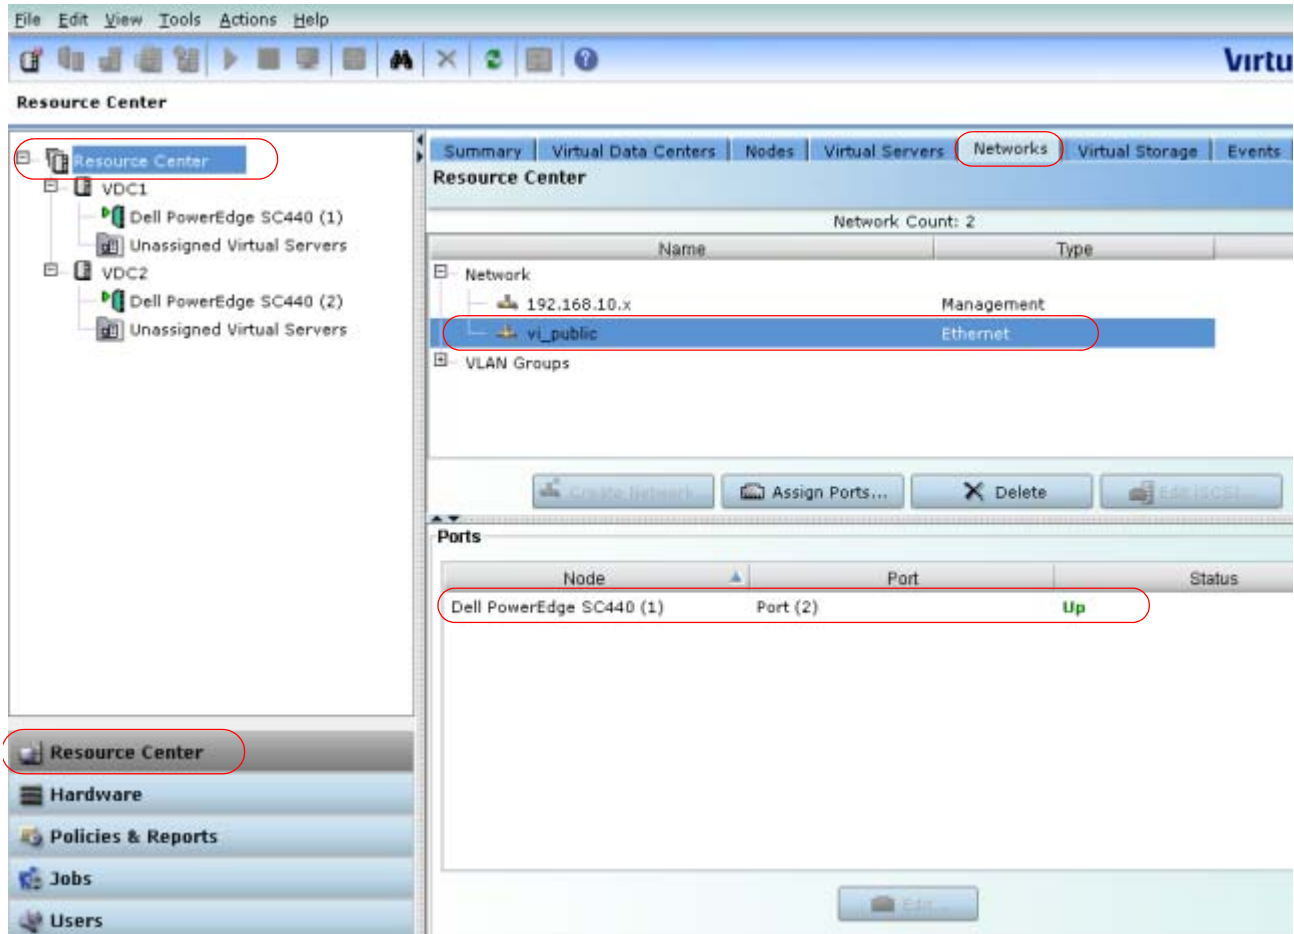 File Edit View Tools Actions Help
Virtu
Resource Center
Resource Center
VDC1
Dell PowerEdge SC440 (1)
Unassigned Virtual Servers
VDC2
Dell PowerEdge SC440 (2)
Unassigned Virtual Servers
Resource Center
Hardware
Policies & Reports
Jobs
Users
Summary Virtual Data Centers Nodes Virtual Servers Networks Virtual Storage Events
Resource Center
Network Count: 2
Name Type
Network
192.168.10.x Management
vi_public Ethernet
VLAN Groups
Create Network Assign Ports... Delete Edit iSCSI...
Ports
Node Port Status
Dell PowerEdge SC440 (1) Port (2) Up
Edit...